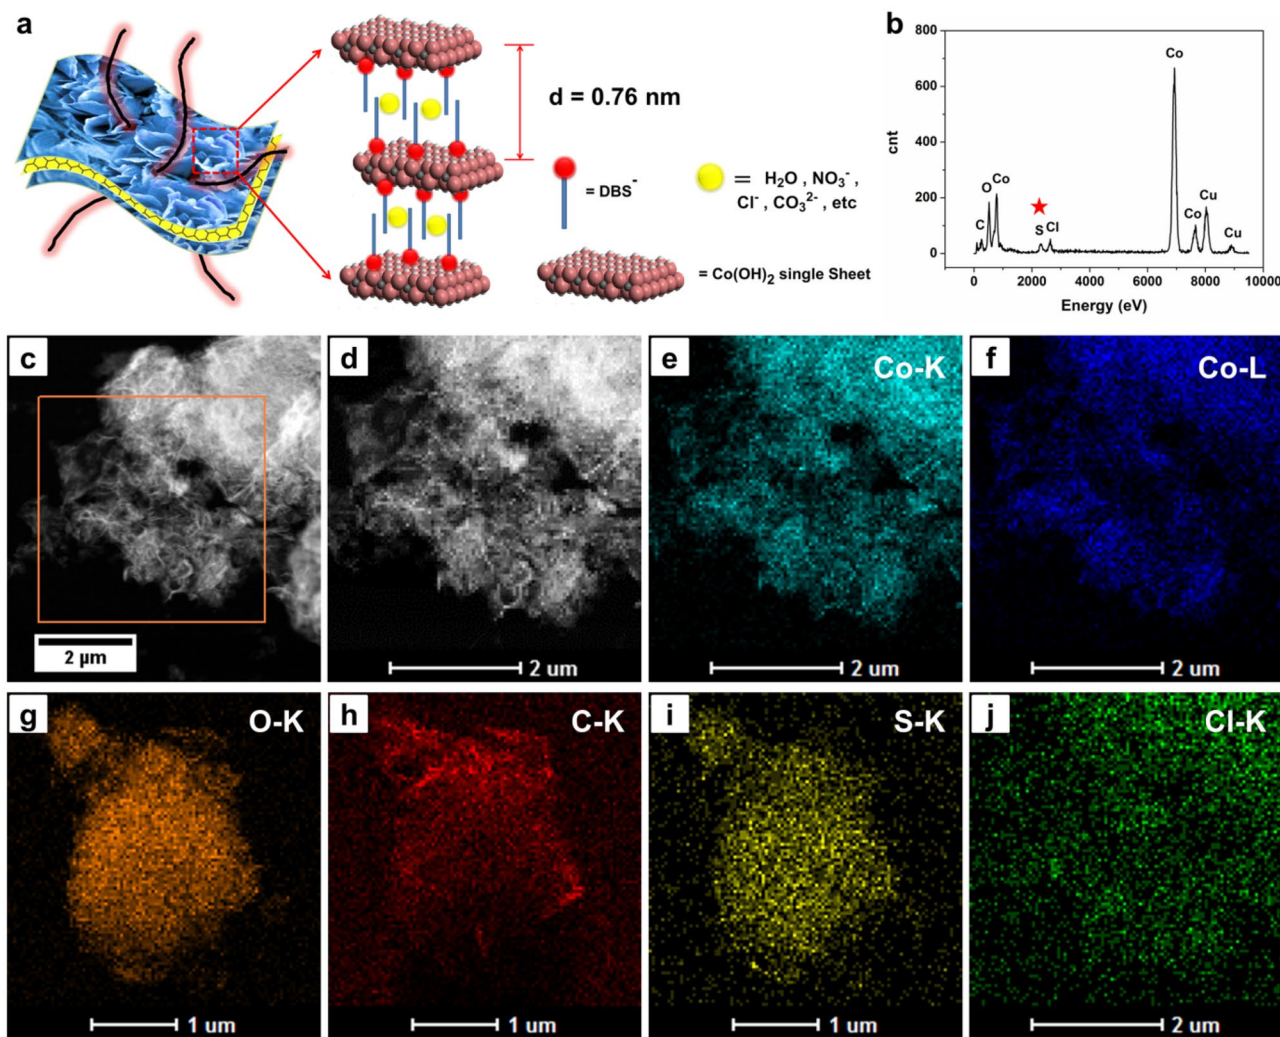 a
d = 0.76 nm
= DBS⁻
= H₂O , NO₃⁻ ,
Cl⁻ , CO₃²⁻ , etc
= Co(OH)₂ single Sheet
b
800
600
400
200
0
cnt
C
O
Co
S
Cl
Co
Co
Cu
Cu
0
2000
4000
6000
8000
10000
Energy (eV)
c
2 μm
d
2 um
e
Co-K
2 um
f
Co-L
2 um
g
O-K
1 um
h
C-K
1 um
i
S-K
1 um
j
Cl-K
2 um